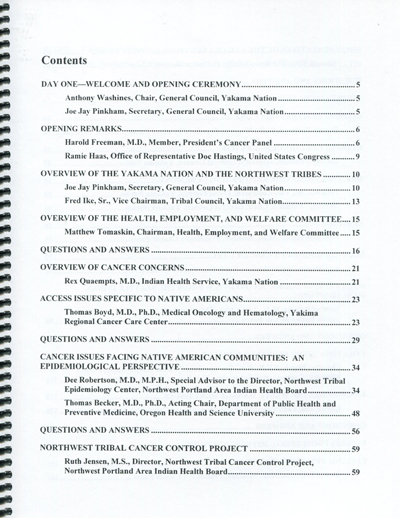 Contents
DAY ONE—WELCOME AND OPENING CEREMONY 5
Anthony Washines, Chair, General Council, Yakama Nation 5
Joe Jay Pinkham, Secretary, General Council, Yakama Nation 5
OPENING REMARKS 6
Harold Freeman, M.D., Member, President's Cancer Panel 6
Ramie Haas, Office of Representative Doc Hastings, United States Congress 9
OVERVIEW OF THE YAKAMA NATION AND THE NORTHWEST TRIBES 10
Joe Jay Pinkham, Secretary, General Council, Yakama Nation 10
Fred Ike, Sr., Vice Chairman, Tribal Council, Yakama Nation 13
OVERVIEW OF THE HEALTH, EMPLOYMENT, AND WELFARE COMMITTEE 15
Matthew Tomaskin, Chairman, Health, Employment, and Welfare Committee 15
QUESTIONS AND ANSWERS 16
OVERVIEW OF CANCER CONCERNS 21
Rex Quaempts, M.D., Indian Health Service, Yakama Nation 21
ACCESS ISSUES SPECIFIC TO NATIVE AMERICANS 23
Thomas Boyd, M.D., Ph.D., Medical Oncology and Hematology, Yakima
Regional Cancer Care Center 23
QUESTIONS AND ANSWERS 29
CANCER ISSUES FACING NATIVE AMERICAN COMMUNITIES: AN
EPIDEMIOLOGICAL PERSPECTIVE 34
Dee Robertson, M.D., M.P.H., Special Advisor to the Director, Northwest Tribal
Epidemiology Center, Northwest Portland Area Indian Health Board 34
Thomas Becker, M.D., Ph.D., Acting Chair, Department of Public Health and
Preventive Medicine, Oregon Health and Science University 48
QUESTIONS AND ANSWERS 56
NORTHWEST TRIBAL CANCER CONTROL PROJECT 59
Ruth Jensen, M.S., Director, Northwest Tribal Cancer Control Project,
Northwest Portland Area Indian Health Board 59